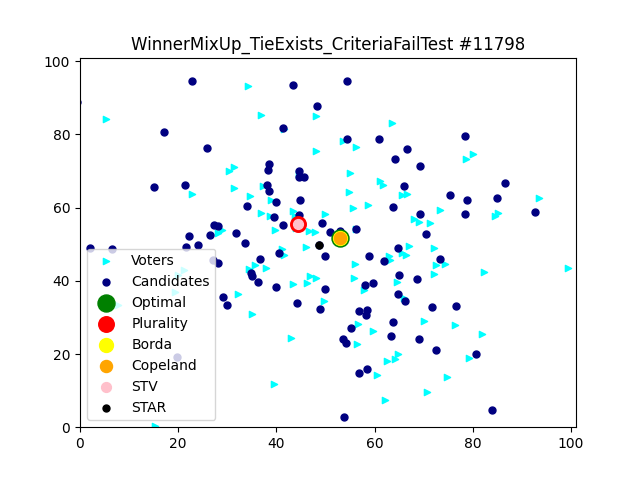 WinnerMixUp_TieExists_CriteriaFailTest #11798
100
80
60
40
20
0
Voters
Candidates
Optimal
Plurality
Borda
Copeland
STV
STAR
0 20 40 60 80 100